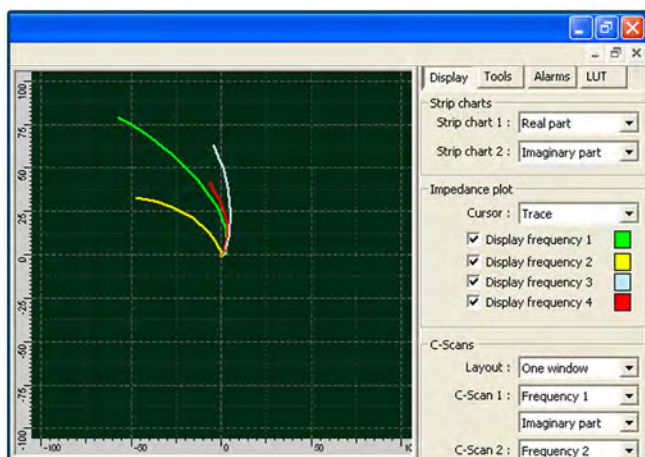 Display Tools Alarms LUT
Strip charts
Strip chart 1 : Real part
Strip chart 2 : Imaginary part
Impedance plot
Cursor : Trace
Display frequency 1
Display frequency 2
Display frequency 3
Display frequency 4
C-Scans
Layout : One window
C-Scan 1 : Frequency 1
Imaginary part
C-Scan 2 : Frequency 2
100
75
50
25
0
-25
-50
-75
-100
-100 -50 0 50